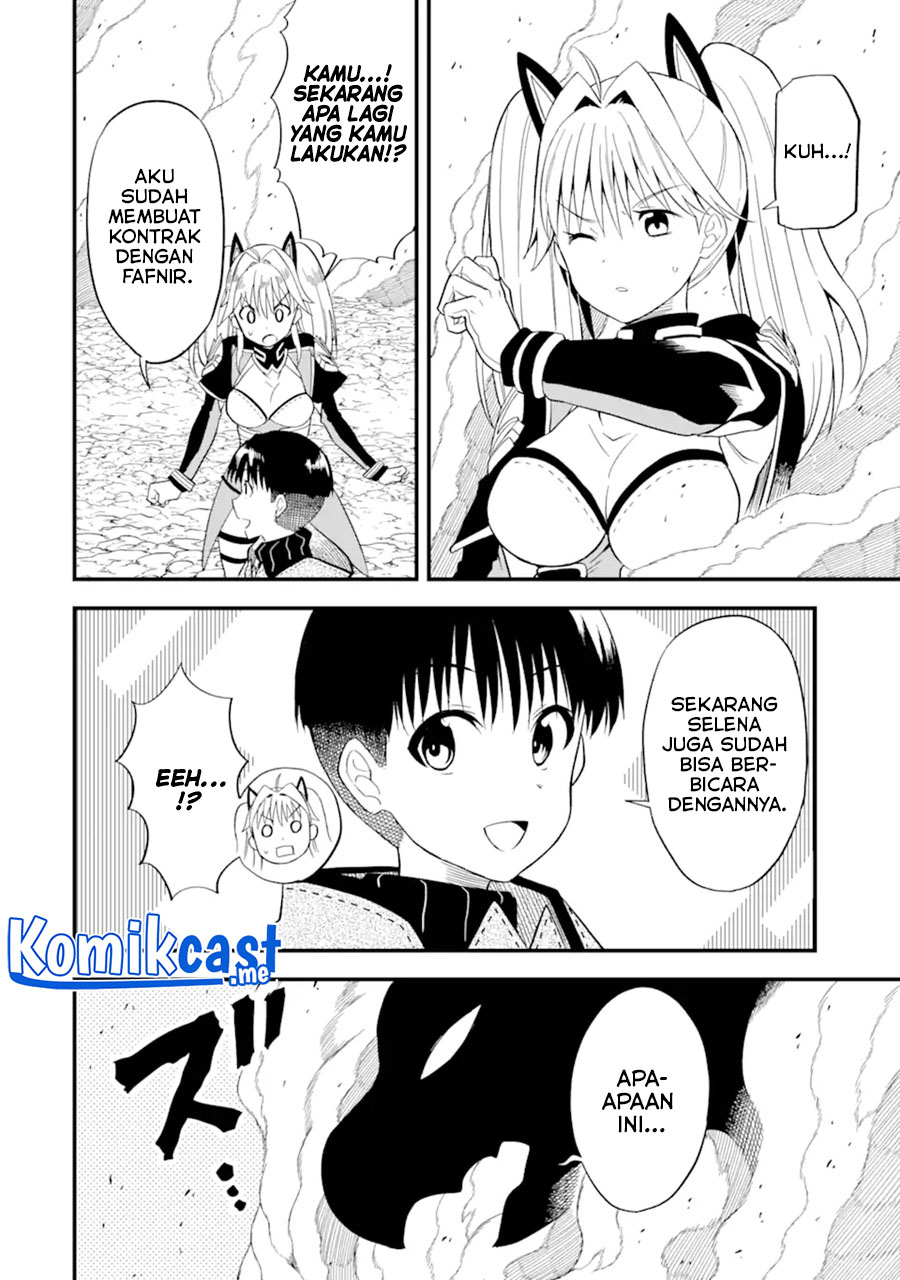 KUH...!
KAMU...!
SEKARANG
APA LAGI
YANG KAMU
LAKUKAN!?
AKU
SUDAH
MEMBUAT
KONTRAK
DENGAN
FAFNIR.
SEKARANG
SELENA
JUGA SUDAH
BISA BER-
BICARA
DENGANNYA.
EEH...
!?
Komikcast
.me
APA-
APAAN
INI...
ズ...